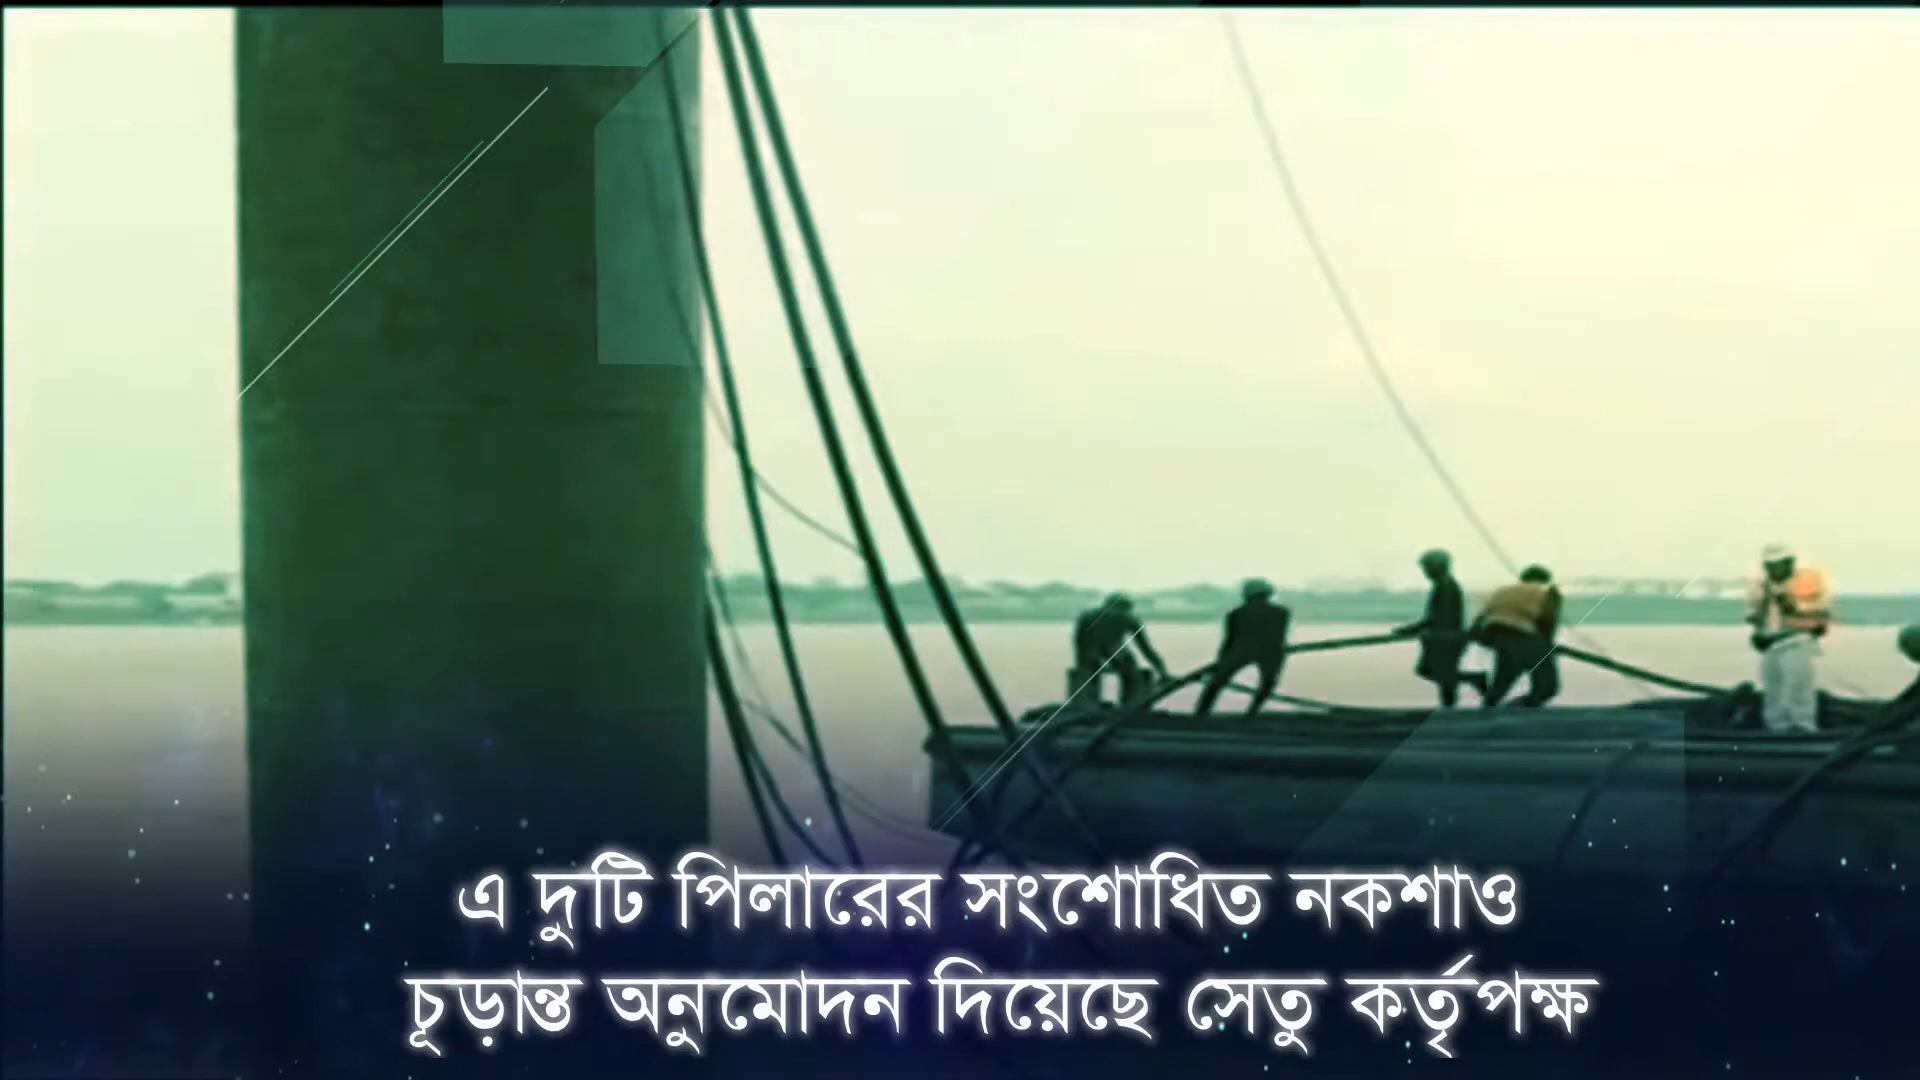 এ দুটি পিলারের সংশোধিত নকশাও
চূড়ান্ত অনুমোদন দিয়েছে সেতু কর্তৃপক্ষ